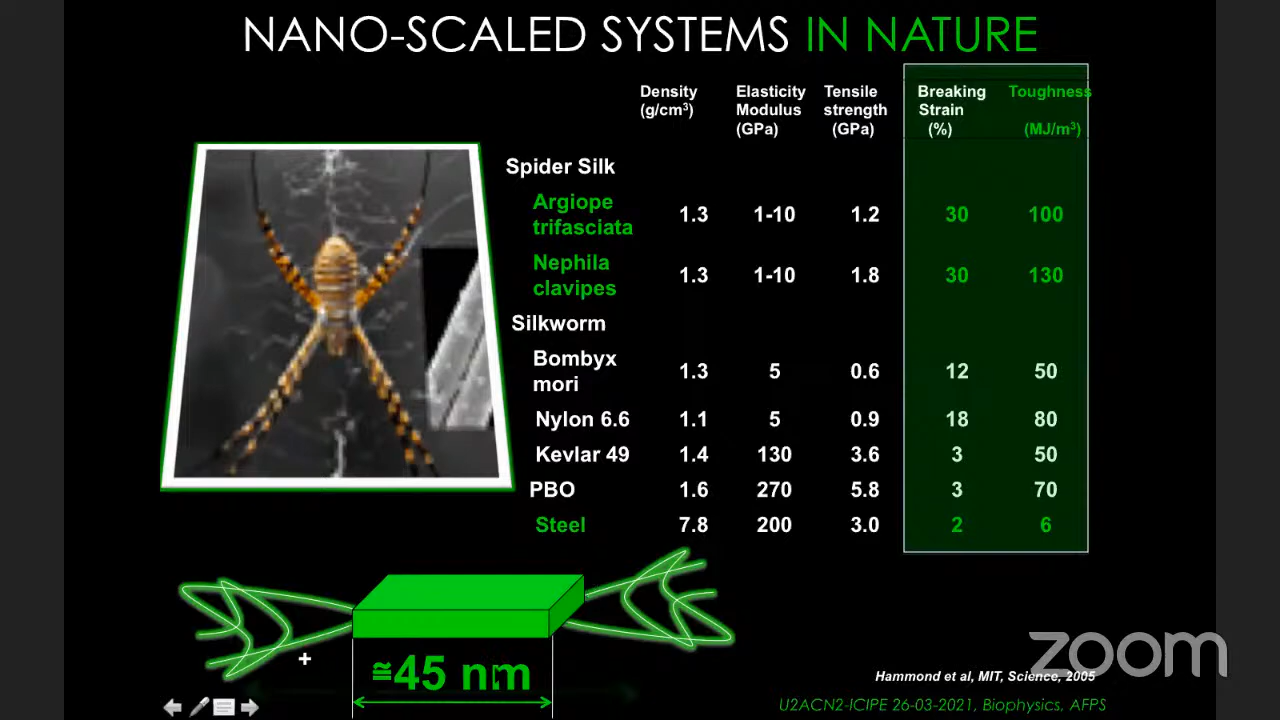 NANO-SCALED SYSTEMS IN NATURE
Density Elasticity Tensile Breaking Toughness
(g/cm³) Modulus strength Strain
(GPa) (GPa) (%) (MJ/m³)
Spider Silk
Argiope
trifasciata 1.3 1-10 1.2 30 100
Nephila
clavipes 1.3 1-10 1.8 30 130
Silkworm
Bombyx
mori 1.3 5 0.6 12 50
Nylon 6.6 1.1 5 0.9 18 80
Kevlar 49 1.4 130 3.6 3 50
PBO 1.6 270 5.8 3 70
Steel 7.8 200 3.0 2 6
≅45 nm
zoom
Hammond et al, MIT, Science, 2005
U2ACN2-ICIPE 26-03-2021, Biophysics, AFPS